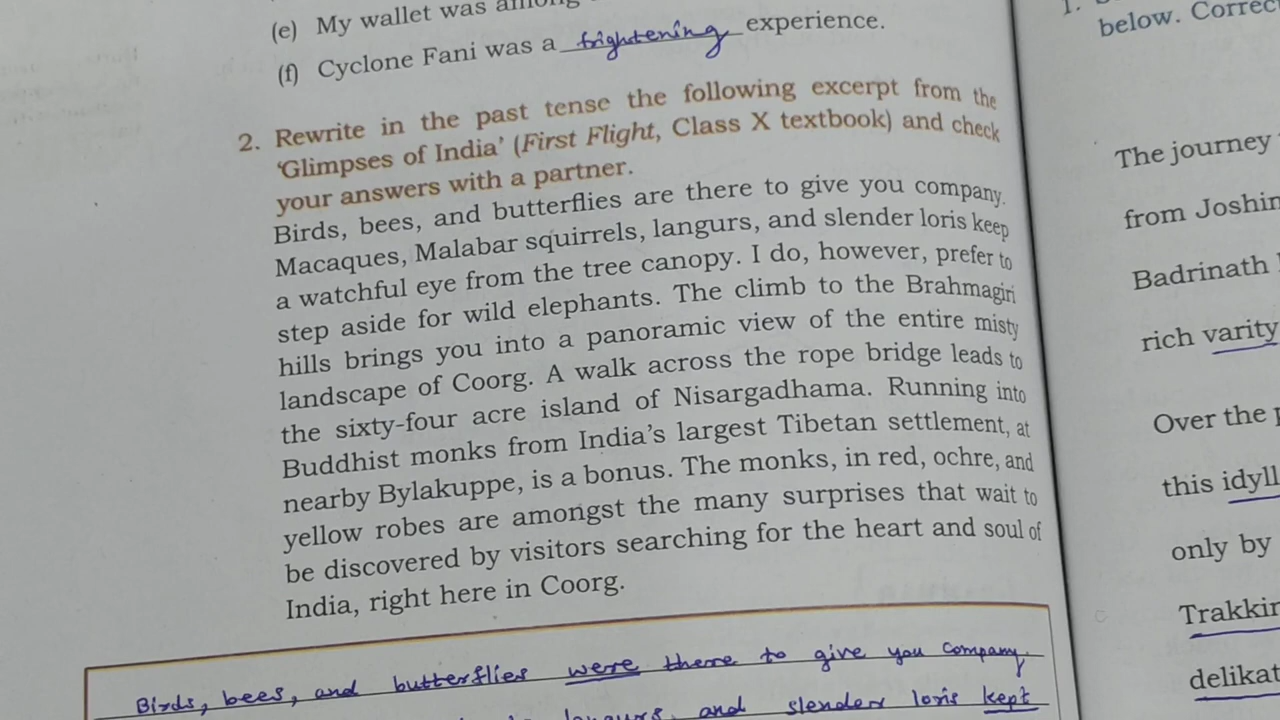 (e) My wallet was
(f) Cyclone Fani was a frightening experience.
2. Rewrite in the past tense the following excerpt from the
‘Glimpses of India’ (First Flight, Class X textbook) and check
your answers with a partner.
Birds, bees, and butterflies are there to give you company.
Macaques, Malabar squirrels, langurs, and slender loris keep
a watchful eye from the tree canopy. I do, however, prefer to
step aside for wild elephants. The climb to the Brahmagiri
hills brings you into a panoramic view of the entire misty
landscape of Coorg. A walk across the rope bridge leads to
the sixty-four acre island of Nisargadhama. Running into
Buddhist monks from India’s largest Tibetan settlement, at
nearby Bylakuppe, is a bonus. The monks, in red, ochre, and
yellow robes are amongst the many surprises that wait to
be discovered by visitors searching for the heart and soul of
India, right here in Coorg.
Birds, bees, and butterflies were there to give you company.
langurs, and slender loris kept
1.
below.
The journey
from
Badrinath
rich varity
Over the
this
only by